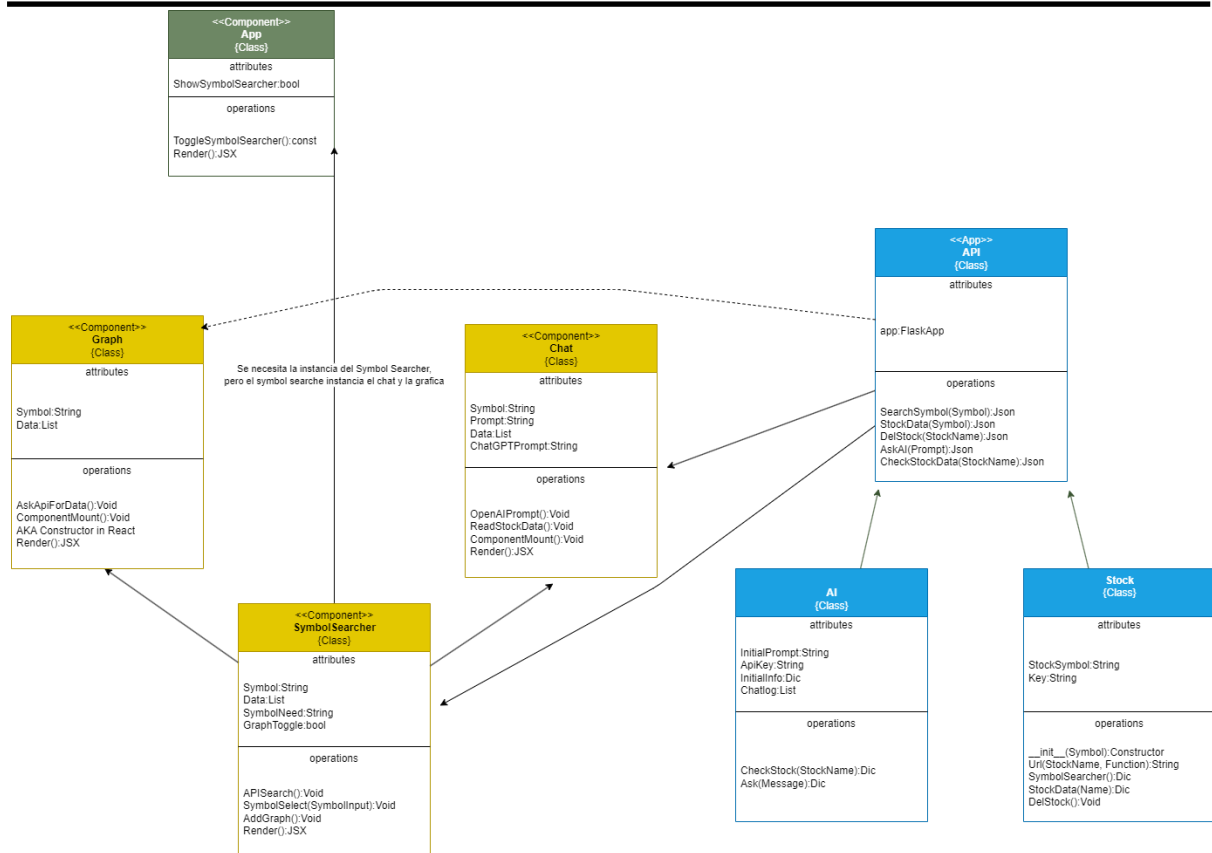 <<Component>>
App
{Class}
attributes
ShowSymbolSearcher:bool
operations
ToggleSymbolSearcher():const
Render():JSX
<<App>>
API
{Class}
attributes
app:FlaskApp
operations
SearchSymbol(Symbol):Json
StockData(Symbol):Json
DelStock(StockName):Json
AskAI(Prompt):Json
CheckStockData(StockName):Json
<<Component>>
Graph
{Class}
attributes
Symbol:String
Data:List
operations
AskApiForData():Void
ComponentMount():Void
AKA Constructor in React
Render():JSX
Se necesita la instancia del Symbol Searcher,
pero el symbol searche instancia el chat y la grafica
<<Component>>
Chat
{Class}
attributes
Symbol:String
Prompt:String
Data:List
ChatGPTPrompt:String
operations
OpenAIPrompt():Void
ReadStockData():Void
ComponentMount():Void
Render():JSX
<<Component>>
SymbolSearcher
{Class}
attributes
Symbol:String
Data:List
SymbolNeed:String
GraphToggle:bool
operations
APISearch():Void
SymbolSelect(SymbolInput):Void
AddGraph():Void
Render():JSX
AI
{Class}
attributes
InitialPrompt:String
ApiKey:String
InitialInfo:Dic
Chatlog:List
operations
CheckStock(StockName):Dic
Ask(Message):Dic
Stock
{Class}
attributes
StockSymbol:String
Key:String
operations
__init__(Symbol):Constructor
Url(StockName, Function):String
SymbolSearcher():Dic
StockData(Name):Dic
DelStock():Void